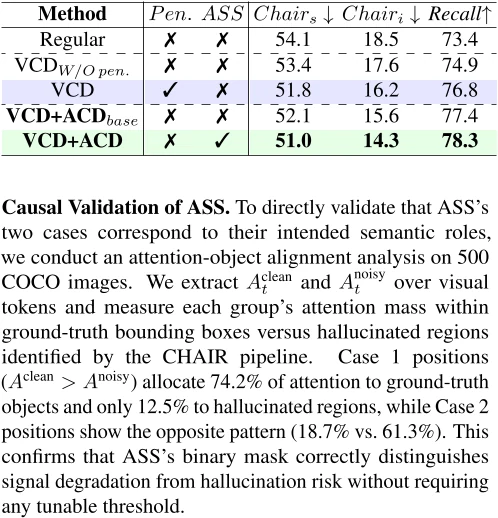 Method Pen. ASS Chair_s ↓ Chair_i ↓ Recall↑
Regular ✗ ✗ 54.1 18.5 73.4
VCD_W/O pen. ✗ ✗ 53.4 17.6 74.9
VCD ✓ ✗ 51.8 16.2 76.8
VCD+ACD_base ✗ ✗ 52.1 15.6 77.4
VCD+ACD ✗ ✓ 51.0 14.3 78.3
Causal Validation of ASS. To directly validate that ASS's
two cases correspond to their intended semantic roles,
we conduct an attention-object alignment analysis on 500
COCO images. We extract A_t^clean and A_t^noisy over visual
tokens and measure each group's attention mass within
ground-truth bounding boxes versus hallucinated regions
identified by the CHAIR pipeline. Case 1 positions
(A^clean > A^noisy) allocate 74.2% of attention to ground-truth
objects and only 12.5% to hallucinated regions, while Case 2
positions show the opposite pattern (18.7% vs. 61.3%). This
confirms that ASS's binary mask correctly distinguishes
signal degradation from hallucination risk without requiring
any tunable threshold.